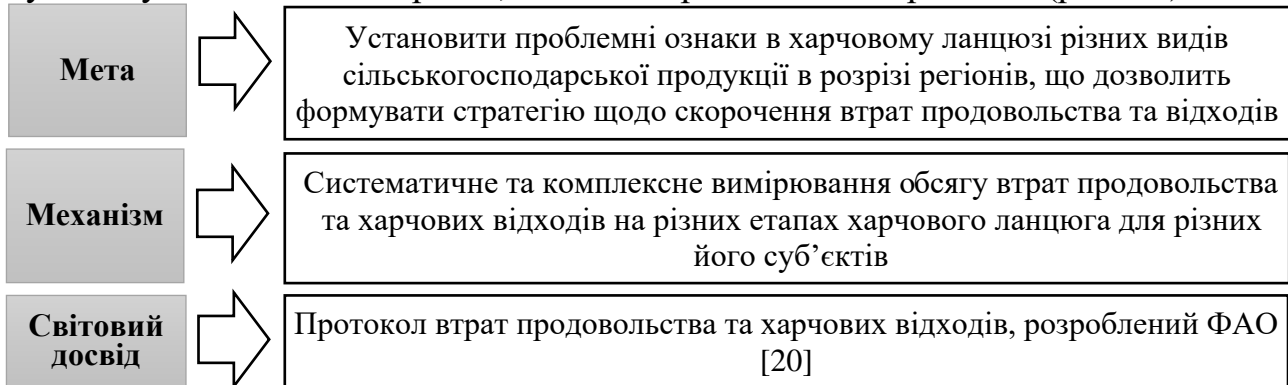 Мета
Установити проблемні ознаки в харчовому ланцюзі різних видів
сільськогосподарської продукції в розрізі регіонів, що дозволить
формувати стратегію щодо скорочення втрат продовольства та відходів
Механізм
Систематичне та комплексне вимірювання обсягу втрат продовольства
та харчових відходів на різних етапах харчового ланцюга для різних
його суб’єктів
Світовий
досвід
Протокол втрат продовольства та харчових відходів, розроблений ФАО
[20]